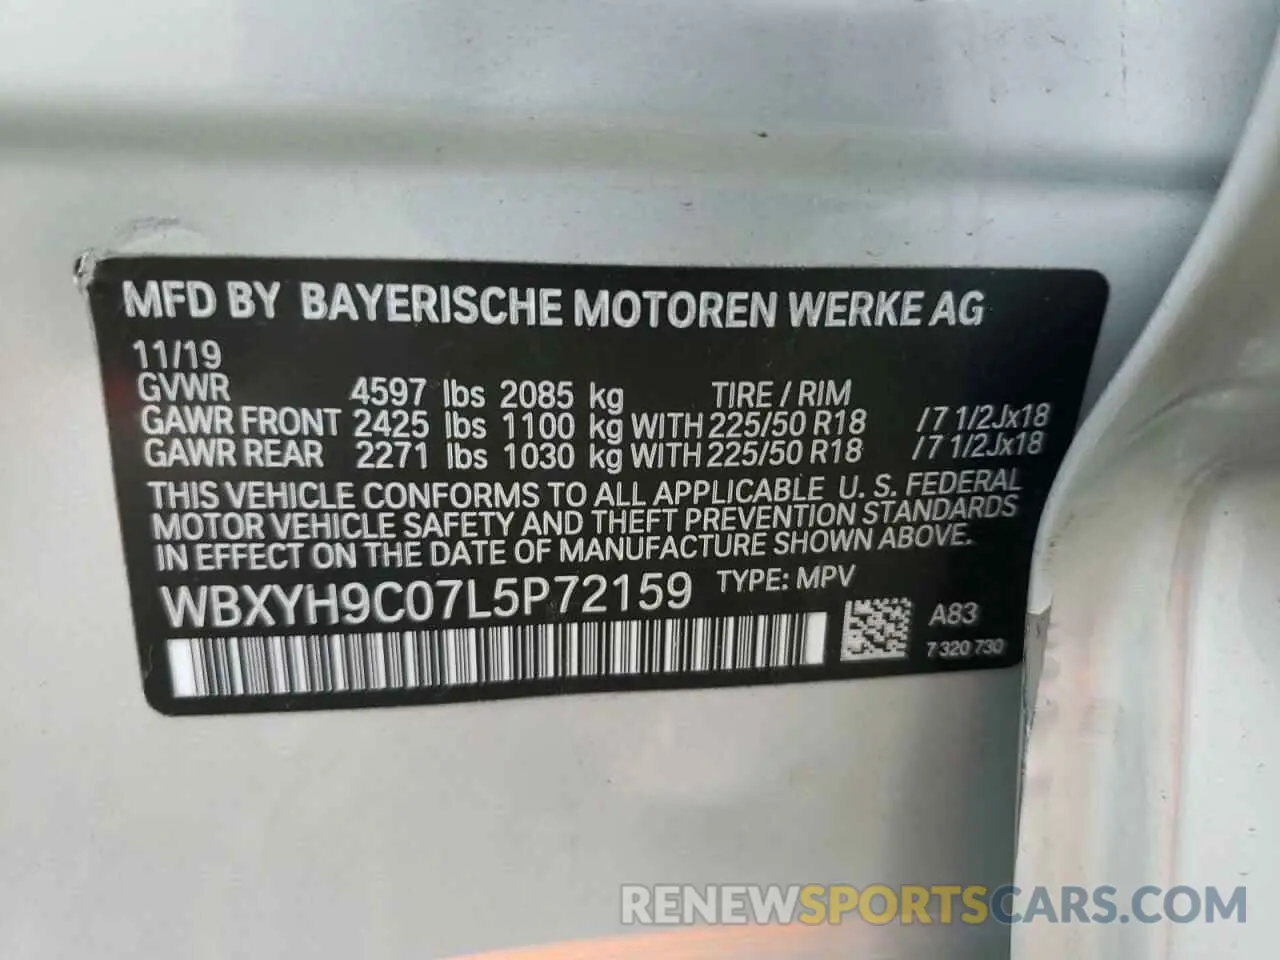 MFD BY BAYERISCHE MOTOREN WERKE AG
11/19
GVWR 4597 lbs 2085 kg TIRE / RIM
GAWR FRONT 2425 lbs 1100 kg WITH 225/50 R18 / 7 1/2Jx18
GAWR REAR 2271 lbs 1030 kg WITH 225/50 R18 / 7 1/2Jx18
THIS VEHICLE CONFORMS TO ALL APPLICABLE U. S. FEDERAL
MOTOR VEHICLE SAFETY AND THEFT PREVENTION STANDARDS
IN EFFECT ON THE DATE OF MANUFACTURE SHOWN ABOVE.
WBXYH9C07L5P72159 TYPE: MPV
A83
7 320 730
RENEWSPORTSCARS.COM